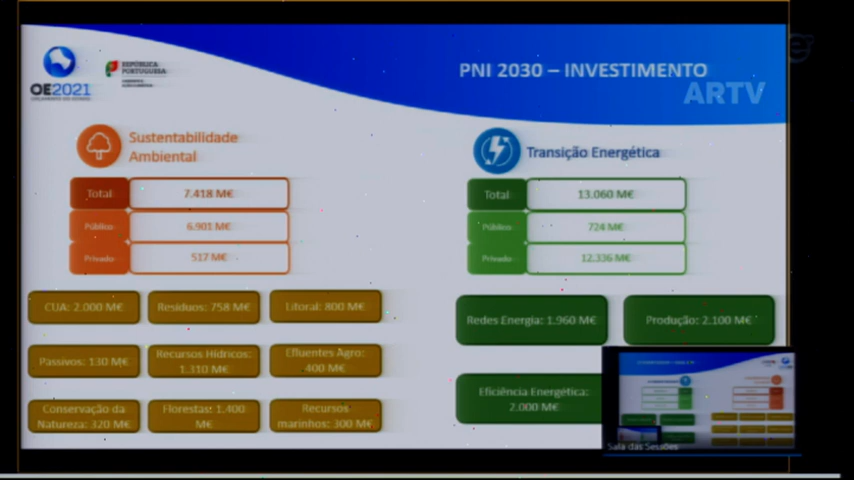 PNI 2030 – INVESTIMENTO
ARTV
OE2021
REPÚBLICA
PORTUGUESA
Sustentabilidade
Ambiental
Total
7.418 M€
Público
6.901 M€
Privado
517 M€
CUA: 2.000 M€
Resíduos: 758 M€
Litoral: 800 M€
Passivos: 130 M€
Recursos Hídricos:
1.310 M€
Efluentes Agro:
400 M€
Conservação da
Natureza: 320 M€
Florestas: 1.400
M€
Recursos
marinhos: 300 M€
Transição Energética
Total
13.060 M€
Público
724 M€
Privado
12.336 M€
Redes Energia: 1.960 M€
Produção: 2.100 M€
Eficiência Energética:
2.000 M€
Sala das Sessões